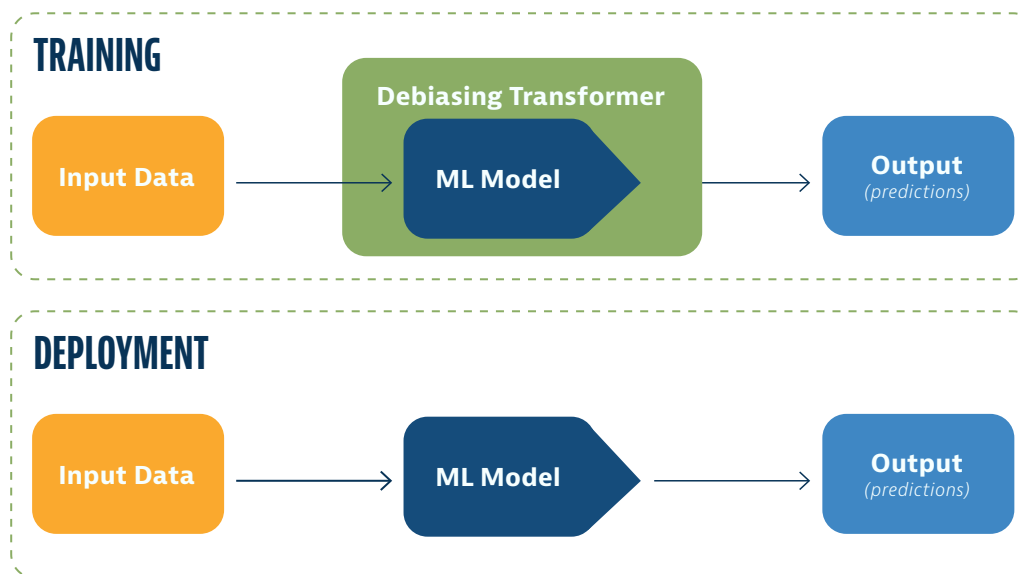 TRAINING
Debiasing Transformer
Input Data
ML Model
Output
(predictions)
DEPLOYMENT
Input Data
ML Model
Output
(predictions)